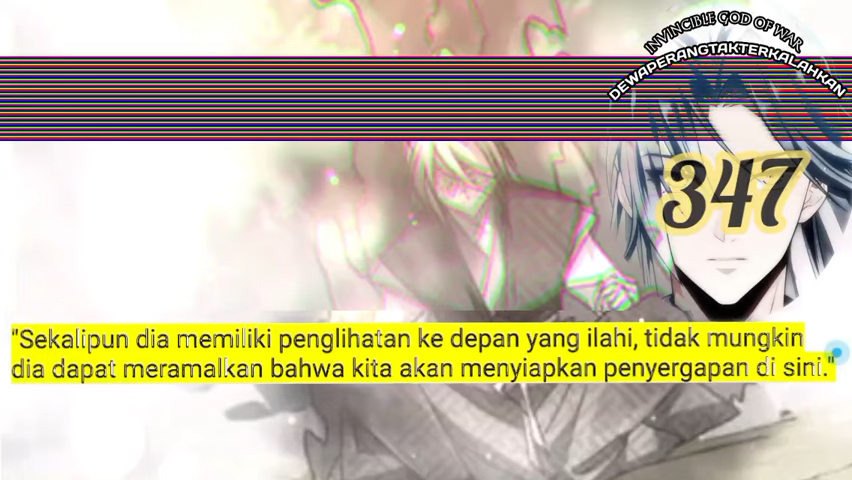 INVINCIBLE GOD OF WAR
DEWAPERANGTAKTERKALAHKAN
347
"Sekalipun dia memiliki penglihatan ke depan yang ilahi, tidak mungkin
dia dapat meramalkan bahwa kita akan menyiapkan penyergapan di sini."